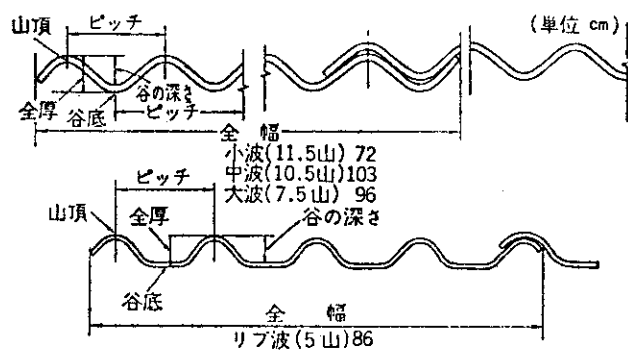 ピッチ
山頂
(単位 cm)
谷の深さ
全厚
谷底
ピッチ
全 幅
小波(11.5山) 72
中波(10.5山)103
大波(7.5山) 96
ピッチ
山頂
全厚
谷の深さ
谷底
全 幅
リブ波(5山)86